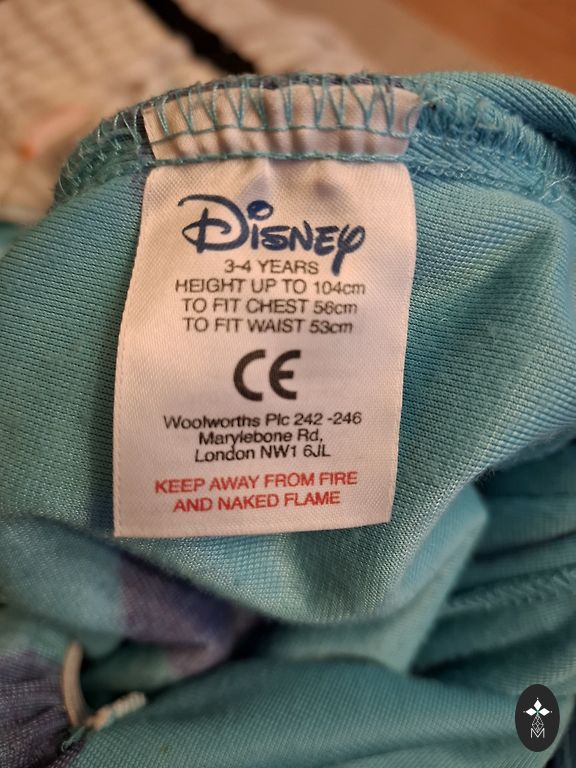 Disney
3-4 YEARS
HEIGHT UP TO 104cm
TO FIT CHEST 56cm
TO FIT WAIST 53cm
CE
Woolworths Plc 242 -246
Marylebone Rd,
London NW1 6JL
KEEP AWAY FROM FIRE
AND NAKED FLAME
M